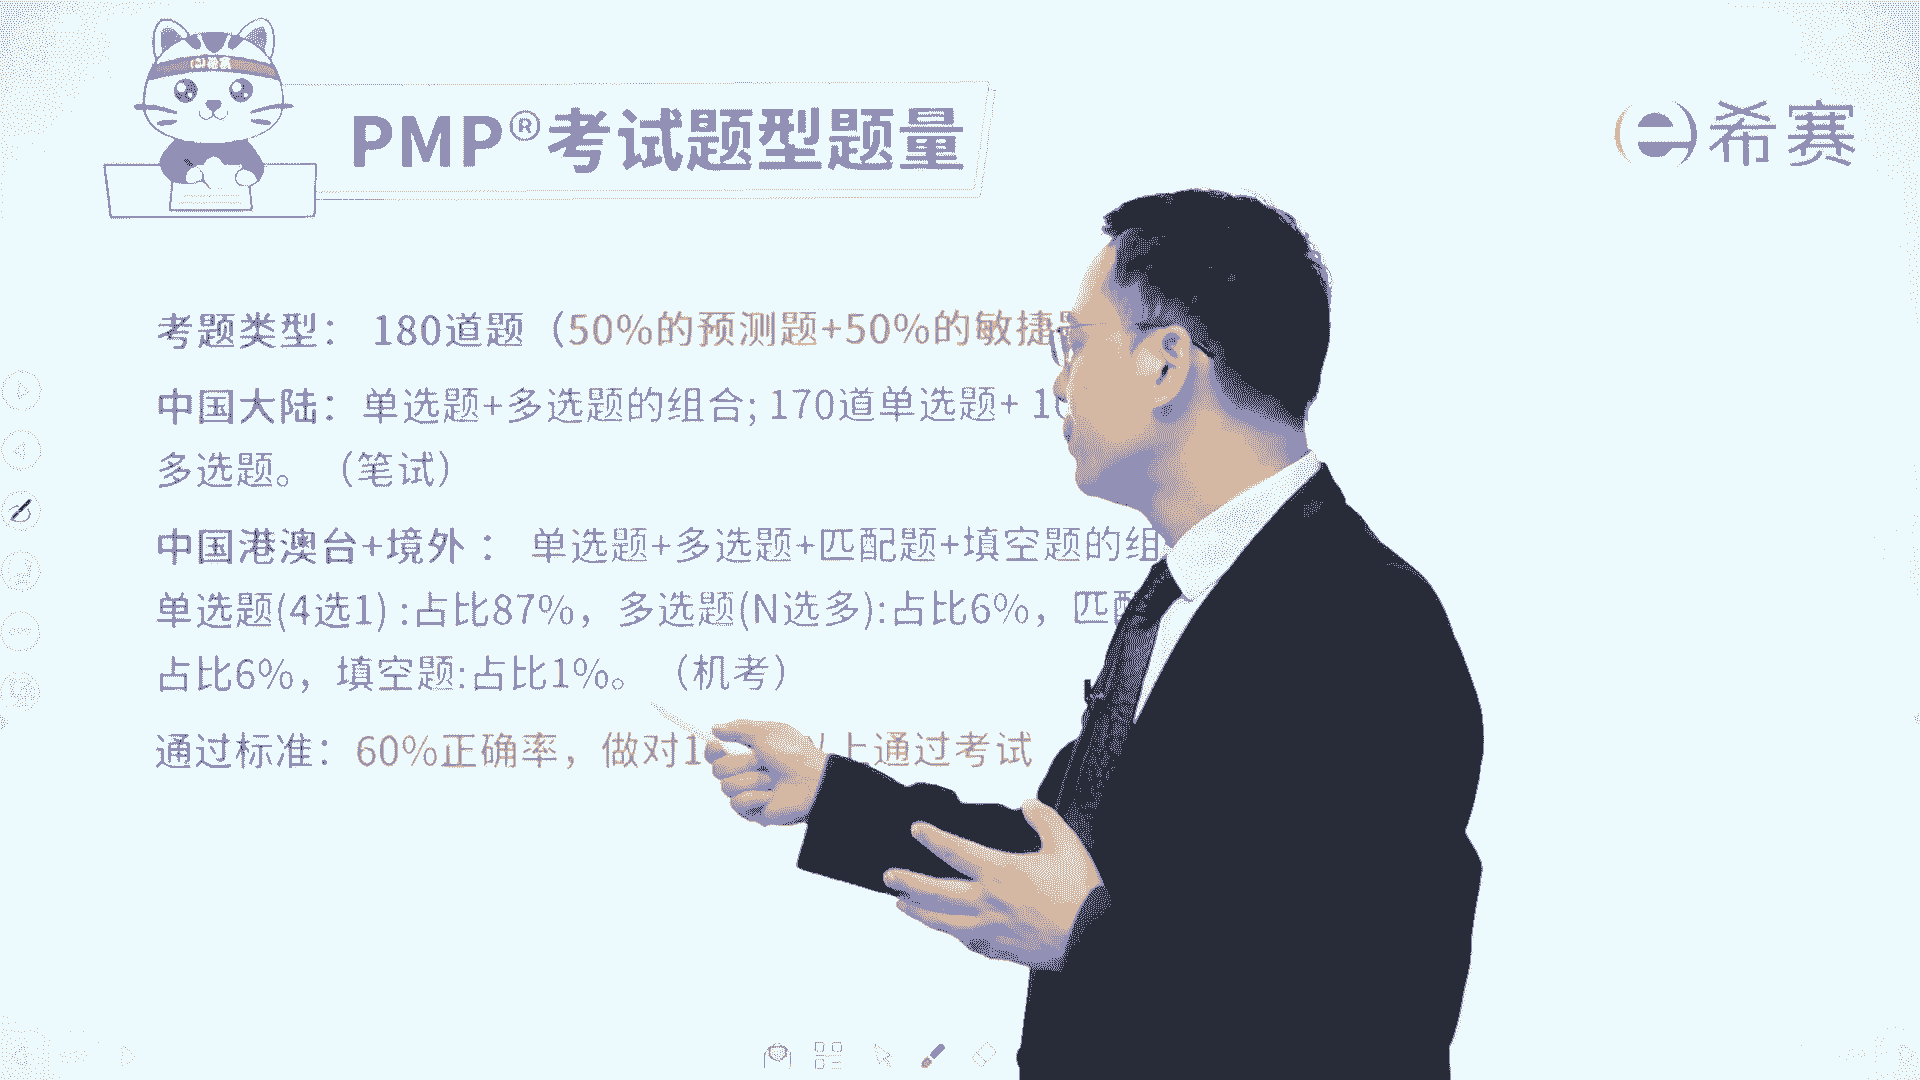 希赛
PMP®考试题型题量
希赛
考题类型： 180道题（50%的预测题+50%的敏捷
中国大陆：单选题+多选题的组合; 170道单选题+ 1
多选题。（笔试）
中国港澳台+境外 ： 单选题+多选题+匹配题+填空题的组
单选题(4选1) :占比87%，多选题(N选多):占比6%，匹
占比6%，填空题:占比1%。（机考）
通过标准：60%正确率，做对1 以上通过考试